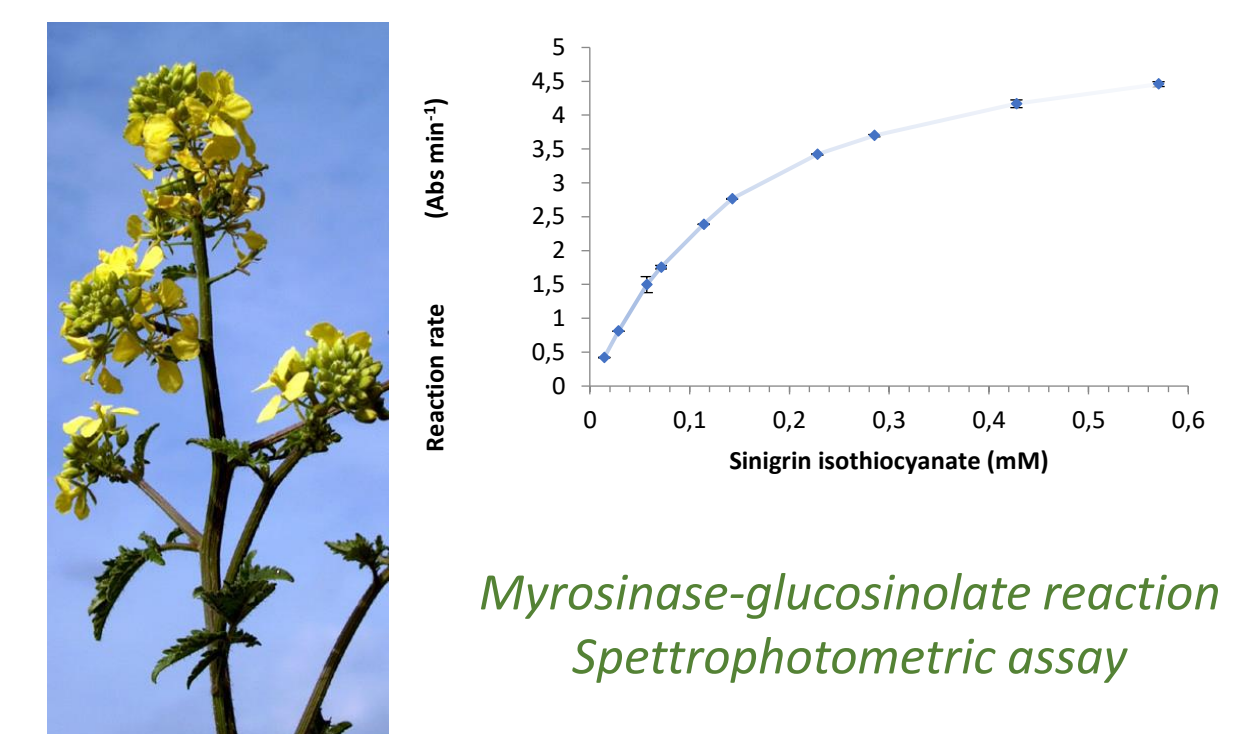 5
4,5
4
3,5
3
2,5
2
1,5
1
0,5
0
Reaction rate (Abs min-1)
0 0,1 0,2 0,3 0,4 0,5 0,6
Sinigrin isothiocyanate (mM)
Myrosinase-glucosinolate reaction
Spettrophotometric assay